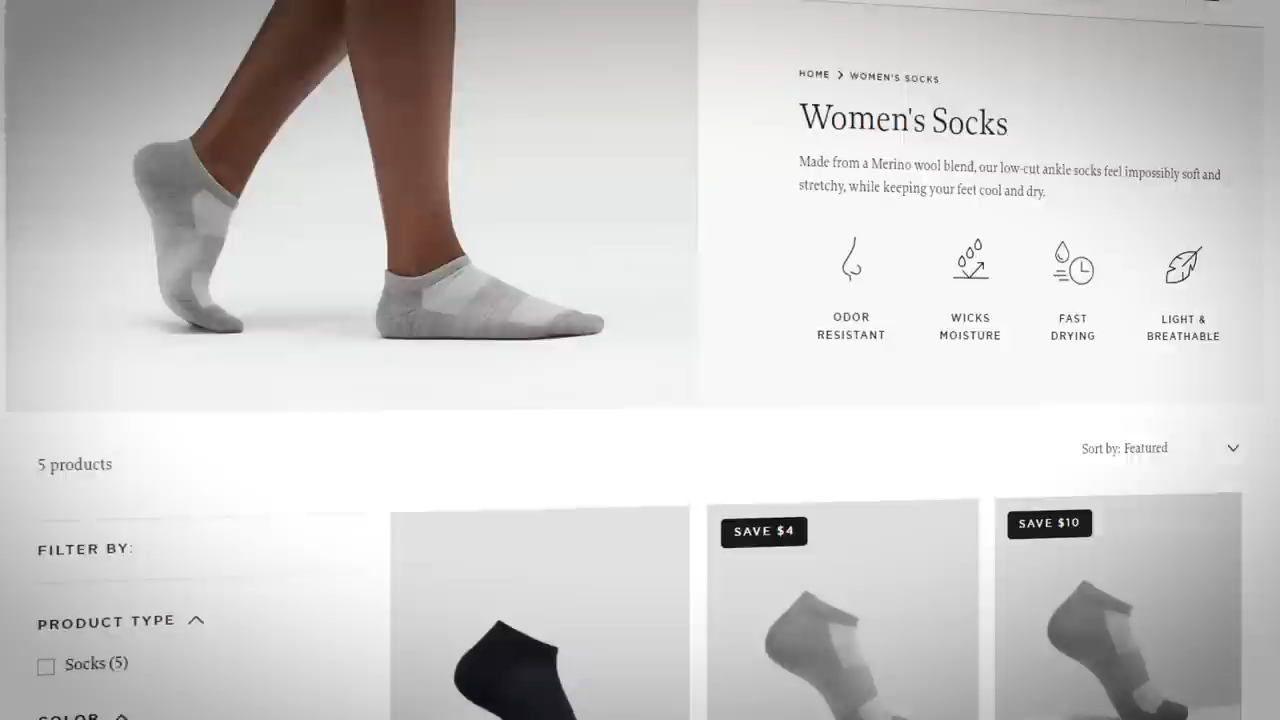 HOME > WOMEN'S SOCKS
Women's Socks
Made from a Merino wool blend, our low-cut ankle socks feel impossibly soft and
stretchy, while keeping your feet cool and dry.
ODOR
RESISTANT
WICKS
MOISTURE
FAST
DRYING
LIGHT &
BREATHABLE
5 products
Sort by: Featured
FILTER BY:
PRODUCT TYPE
Socks (5)
COLOR
SAVE $4
SAVE $10